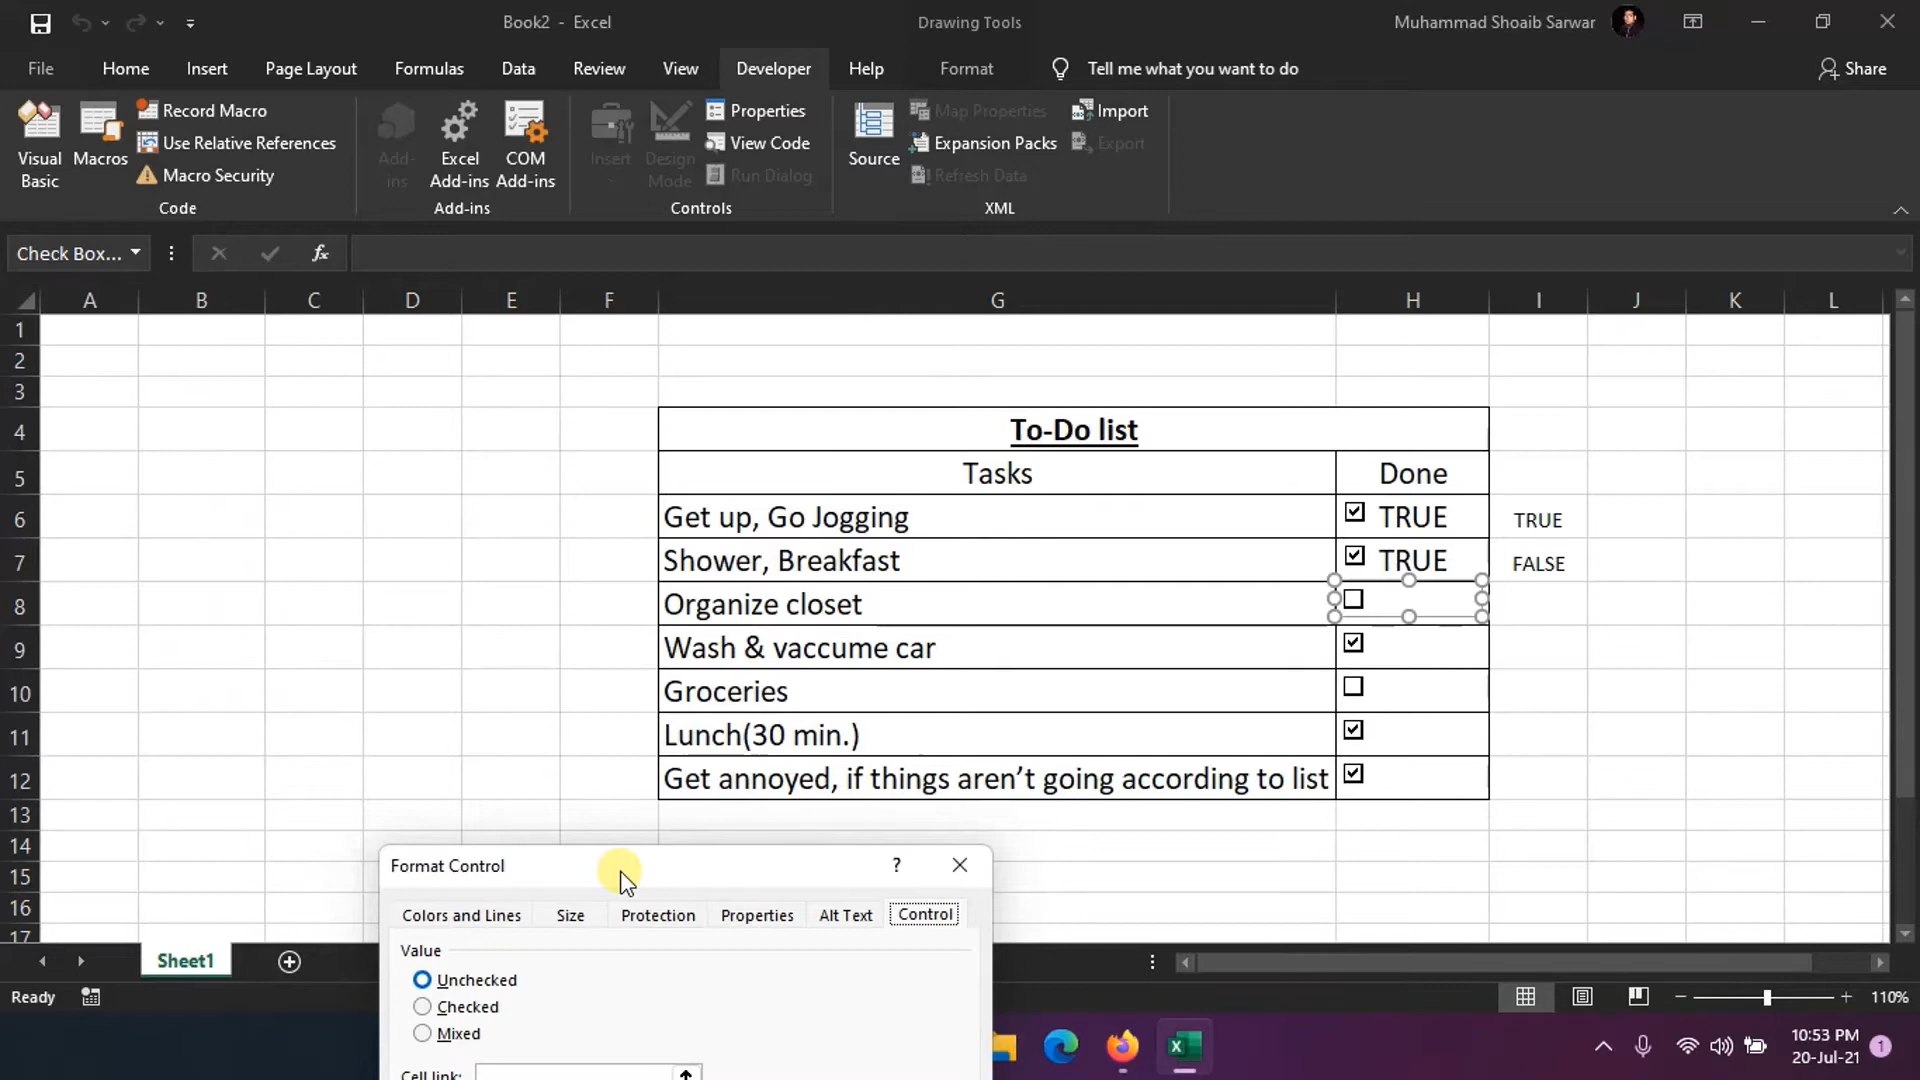 Book2 - Excel
Drawing Tools
Muhammad Shoaib Sarwar
File Home Insert Page Layout Formulas Data Review View Developer Help Format Tell me what you want to do Share
Visual Basic
Macros
Record Macro
Use Relative References
Macro Security
Code
Add-ins
Excel Add-ins
COM Add-ins
Add-ins
Insert
Design Mode
Properties
View Code
Run Dialog
Controls
Source
Map Properties
Expansion Packs
Refresh Data
Import
Export
XML
Check Box...
fx
A B C D E F G H I J K L
1
2
3
4 To-Do list
5 Tasks Done
6 Get up, Go Jogging TRUE TRUE
7 Shower, Breakfast TRUE FALSE
8 Organize closet
9 Wash & vaccume car
10 Groceries
11 Lunch(30 min.)
12 Get annoyed, if things aren’t going according to list
13
14
15
16
17
Format Control ?
Colors and Lines Size Protection Properties Alt Text Control
Value
Unchecked
Checked
Mixed
Cell link:
Sheet1
Ready
110%
10:53 PM
20-Jul-21
1